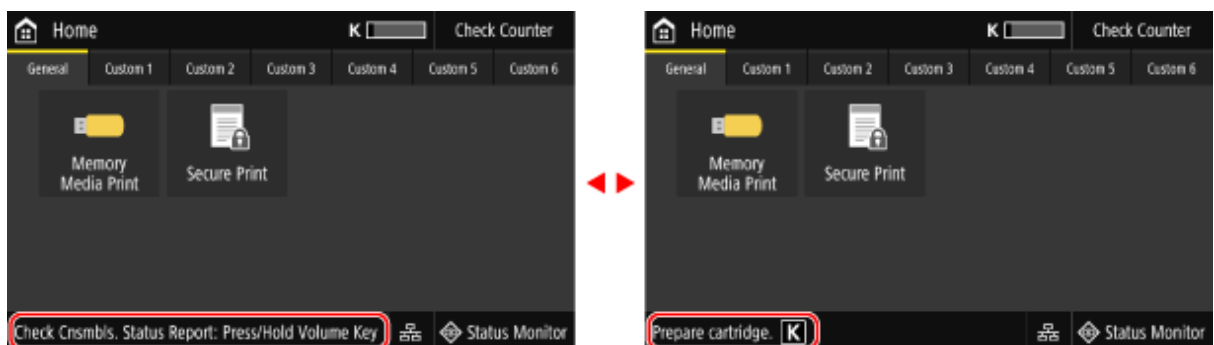 Home K Check Counter
General Custom 1 Custom 2 Custom 3 Custom 4 Custom 5 Custom 6
Memory
Media Print
Secure Print
Check Cnsmbls. Status Report: Press/Hold Volume Key Status Monitor
Home K Check Counter
General Custom 1 Custom 2 Custom 3 Custom 4 Custom 5 Custom 6
Memory
Media Print
Secure Print
Prepare cartridge. K Status Monitor